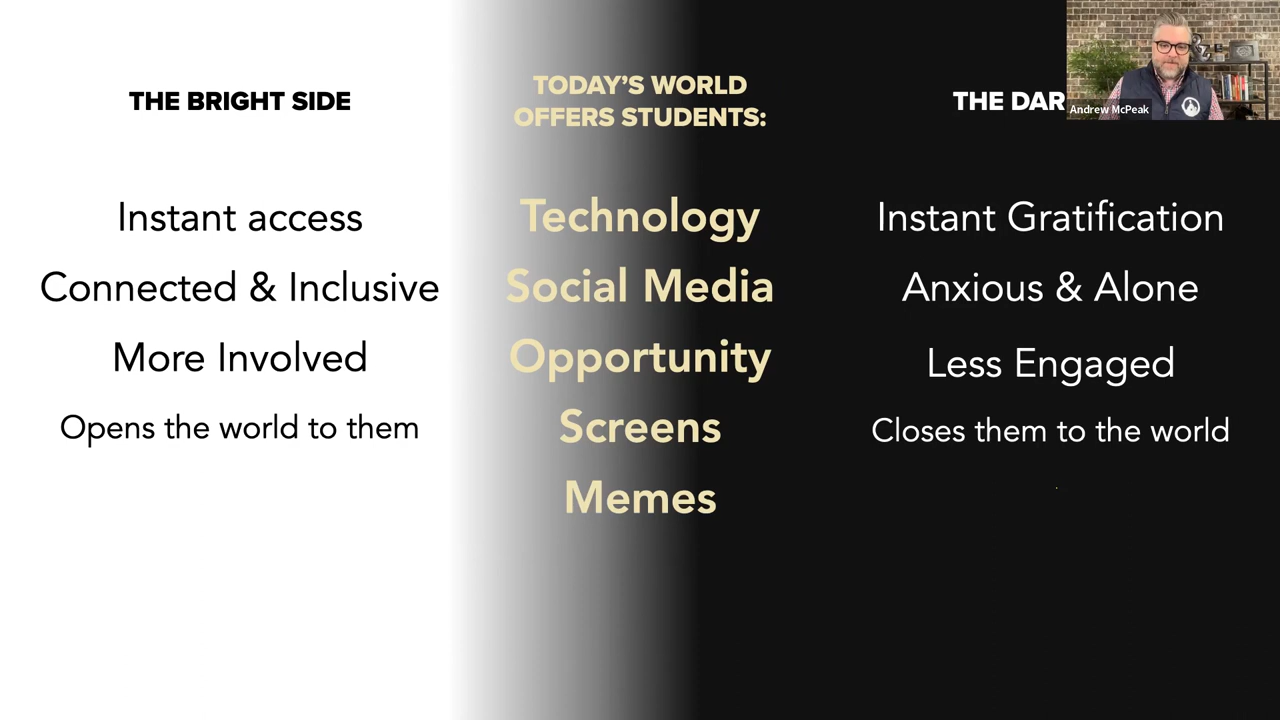 THE BRIGHT SIDE
TODAY’S WORLD
OFFERS STUDENTS:
THE
Andrew McPeak
Instant access
Technology
Instant Gratification
Connected & Inclusive
Social Media
Anxious & Alone
More Involved
Opportunity
Less Engaged
Opens the world to them
Screens
Closes them to the world
Memes